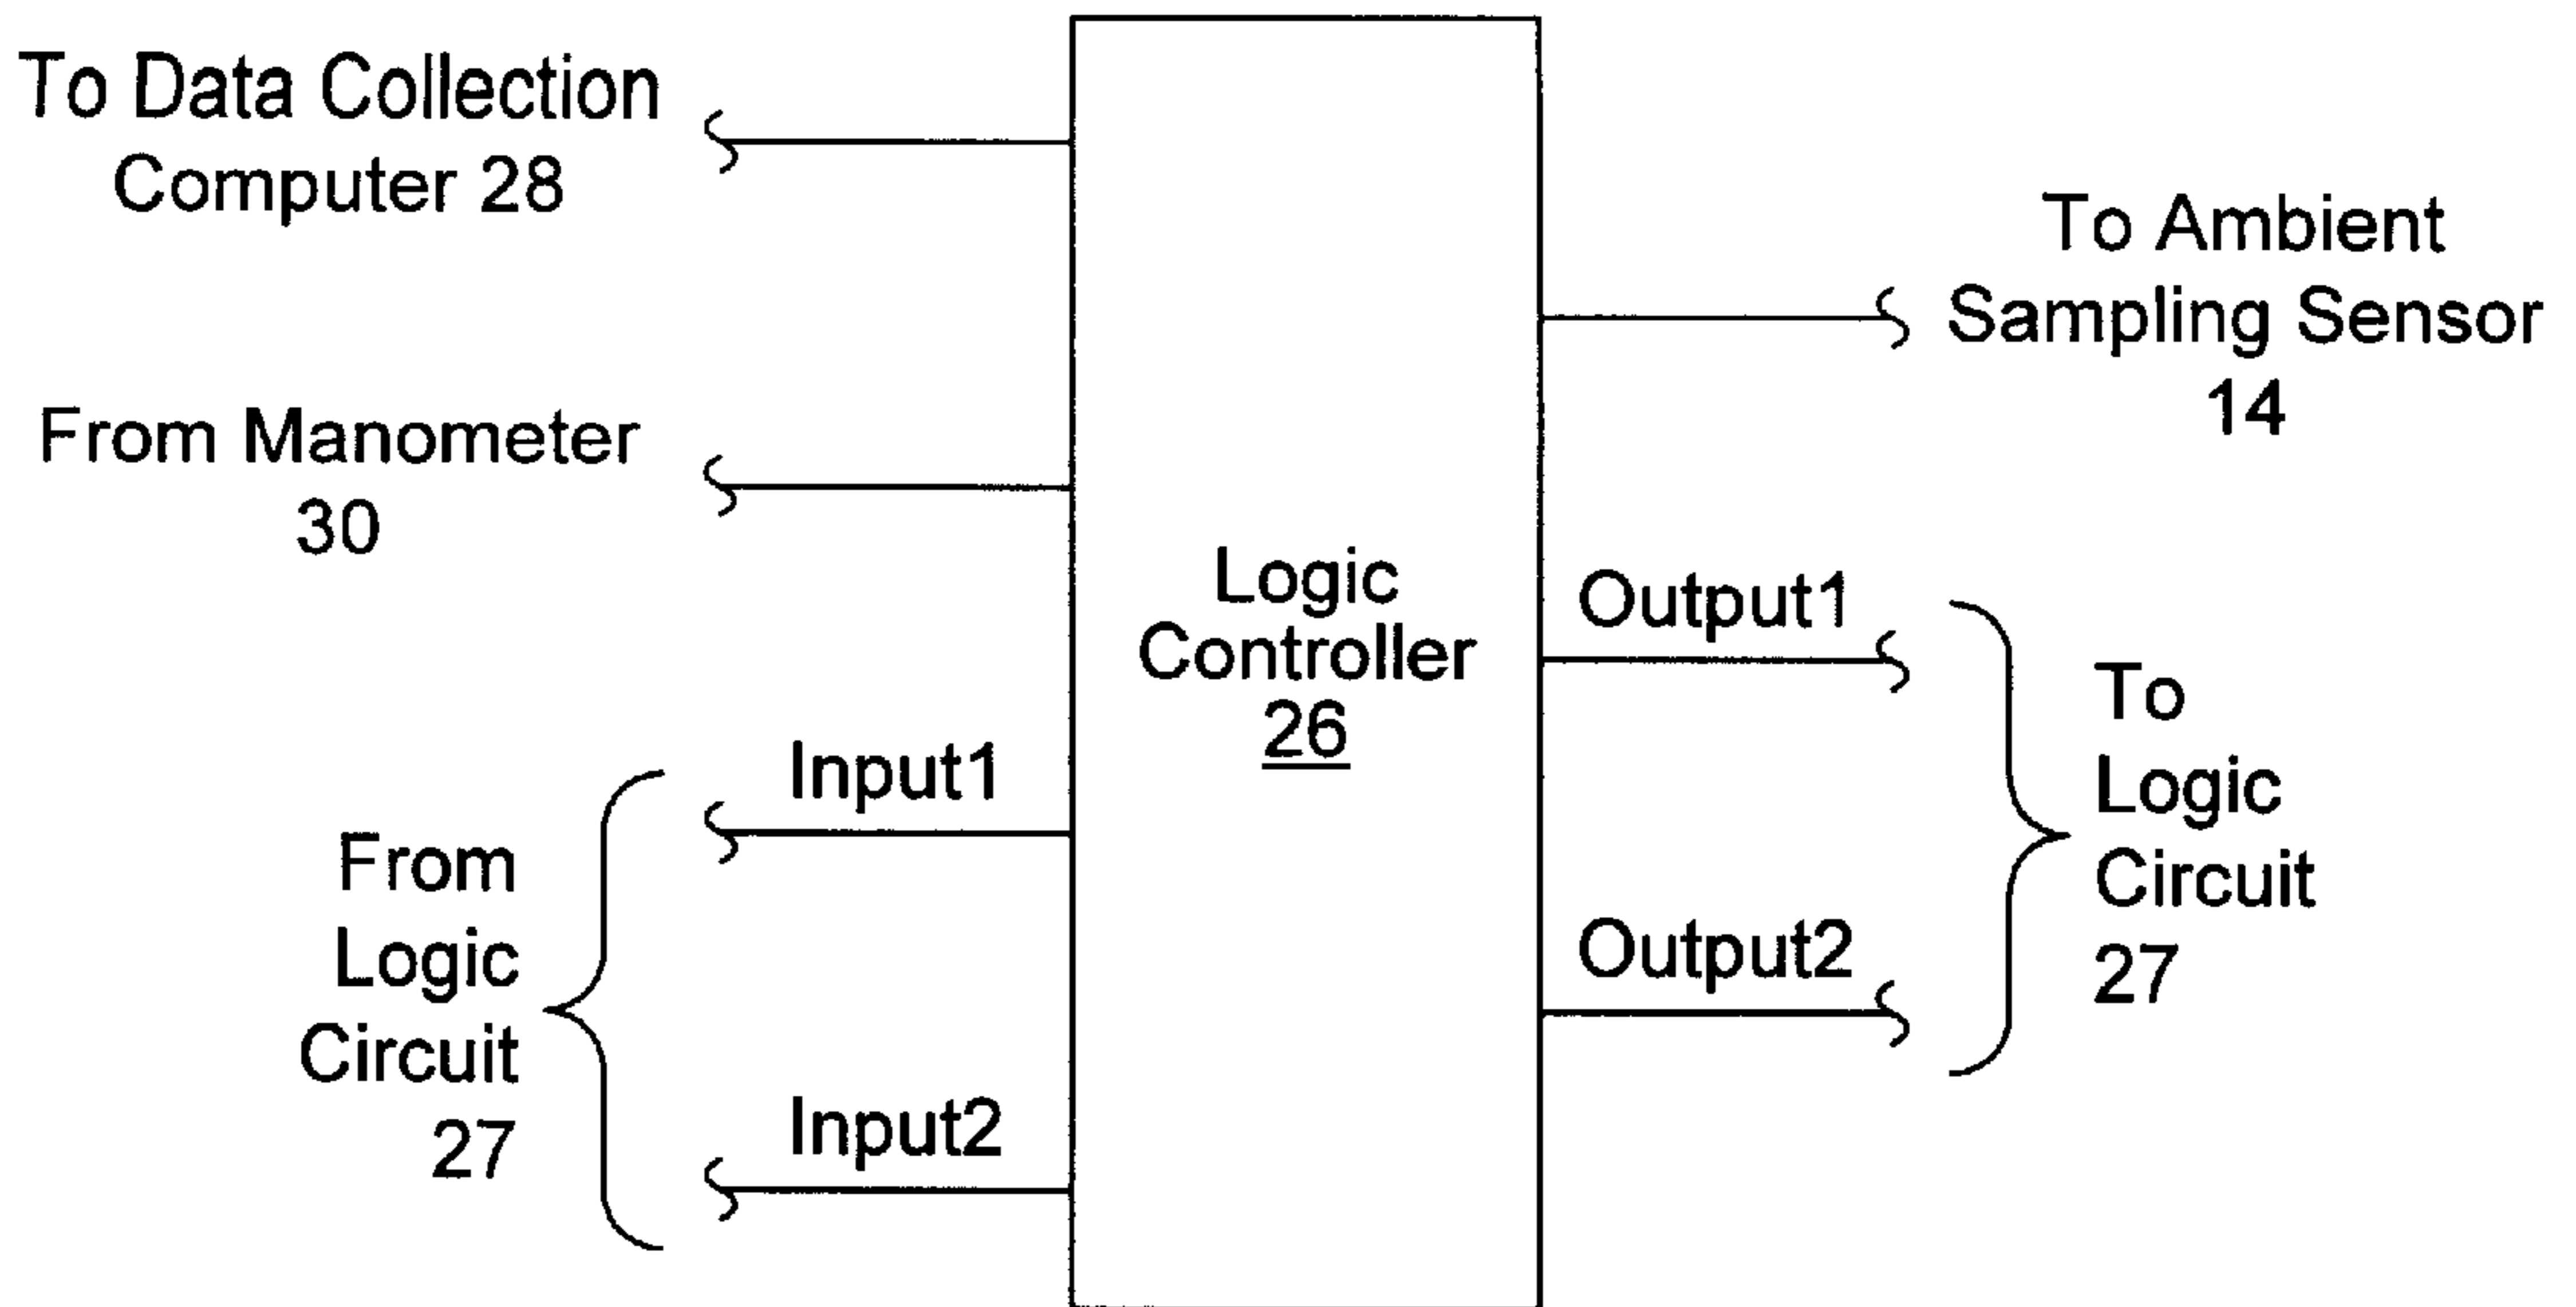 To Data Collection
Computer 28
From Manometer
30
Input1
From
Logic
Circuit
27
Input2
Logic
Controller
26
To Ambient
Sampling Sensor
14
Output1
Output2
To
Logic
Circuit
27